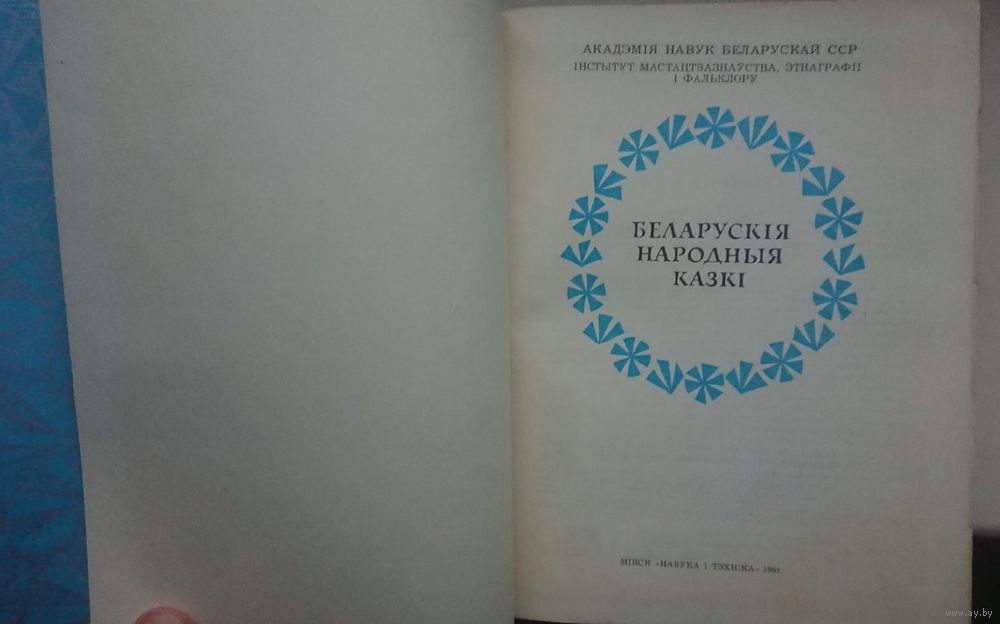 АКАДЭМІЯ НАВУК БЕЛАРУСКАЙ ССР
ІНСТЫТУТ МАСТАЦТВАЗНАЎСТВА, ЭТНАГРАФІІ
І ФАЛЬКЛОРУ
БЕЛАРУСКІЯ
НАРОДНЫЯ
КАЗКІ
МІНСК «НАВУКА І ТЭХНІКА» 1981
www.ay.by